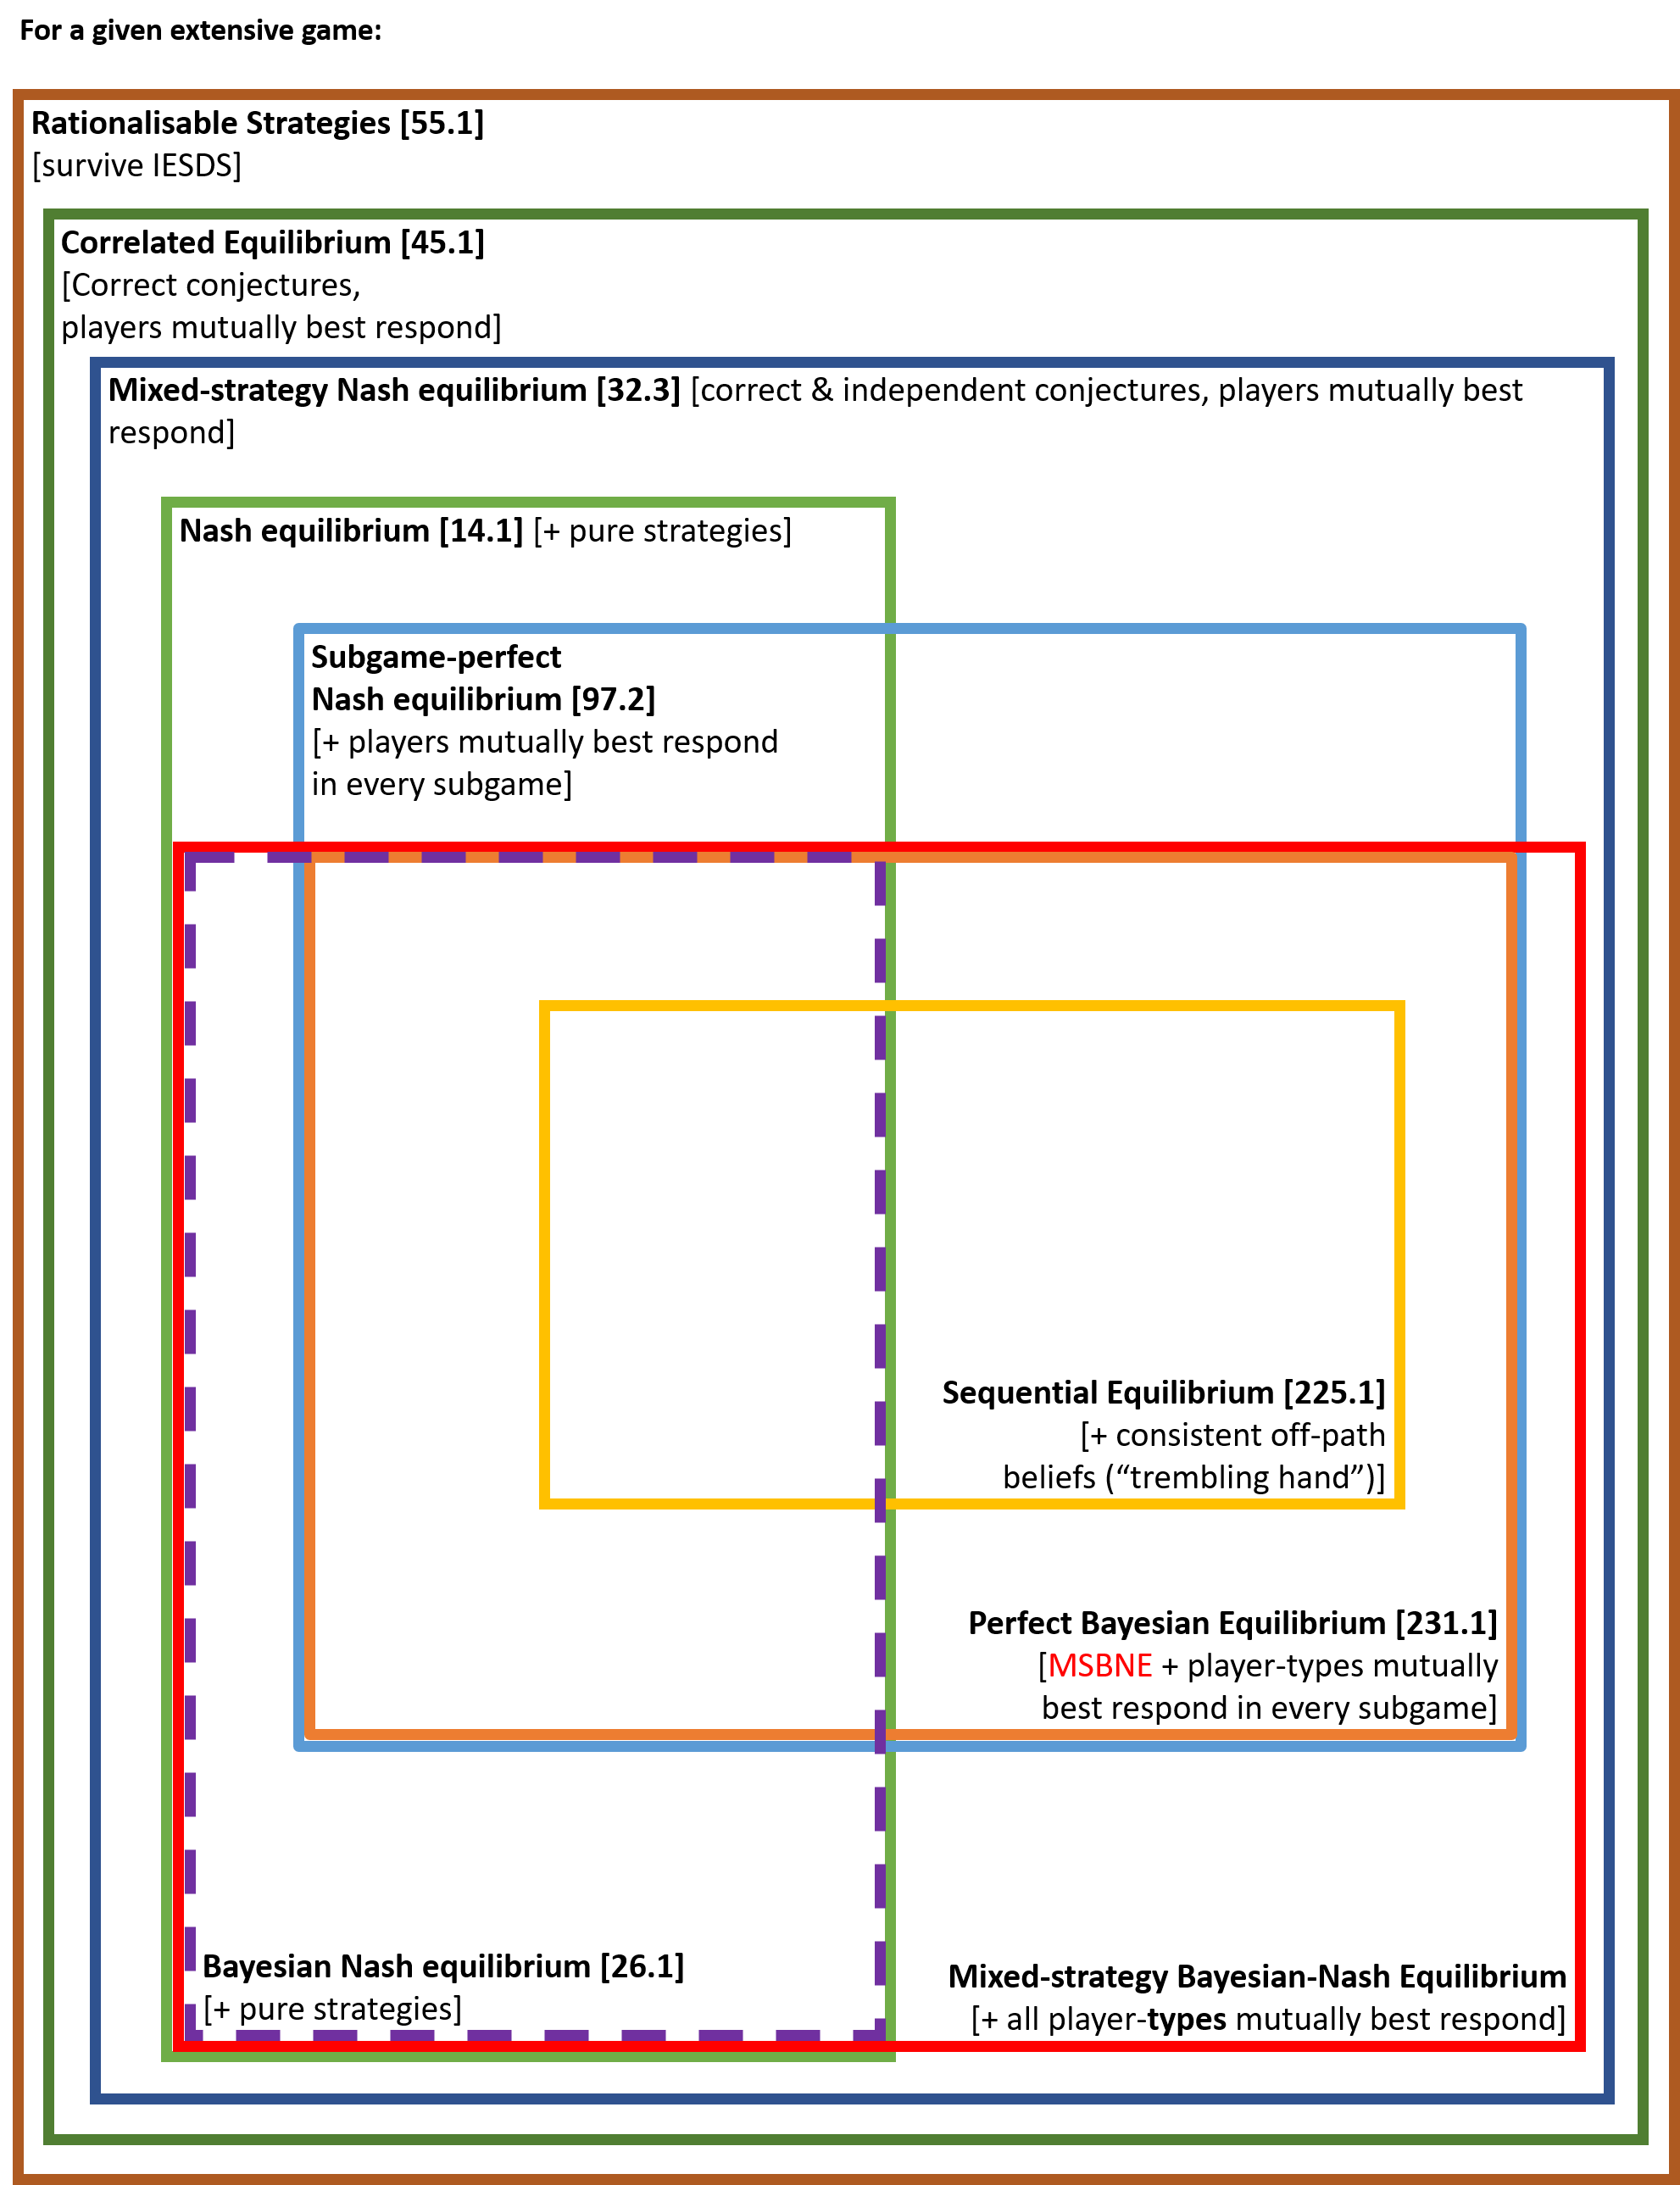 For a given extensive game:
Rationalisable Strategies [55.1]
[survive IESDS]
Correlated Equilibrium [45.1]
[Correct conjectures,
players mutually best respond]
Mixed-strategy Nash equilibrium [32.3] [correct & independent conjectures, players mutually best
respond]
Nash equilibrium [14.1] [+ pure strategies]
Subgame-perfect
Nash equilibrium [97.2]
[+ players mutually best respond
in every subgame]
Sequential Equilibrium [225.1]
[+ consistent off-path
beliefs (“trembling hand”)]
Perfect Bayesian Equilibrium [231.1]
[MSBNE + player-types mutually
best respond in every subgame]
Bayesian Nash equilibrium [26.1]
[+ pure strategies]
Mixed-strategy Bayesian-Nash Equilibrium
[+ all player-types mutually best respond]